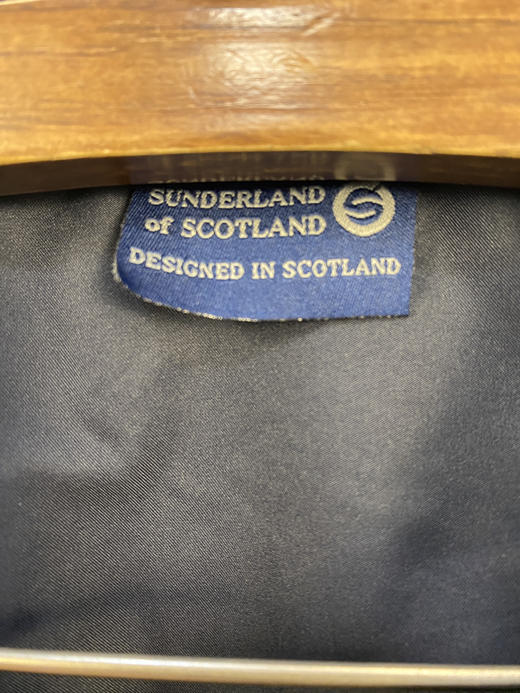 SUNDERLAND
of SCOTLAND
DESIGNED IN SCOTLAND